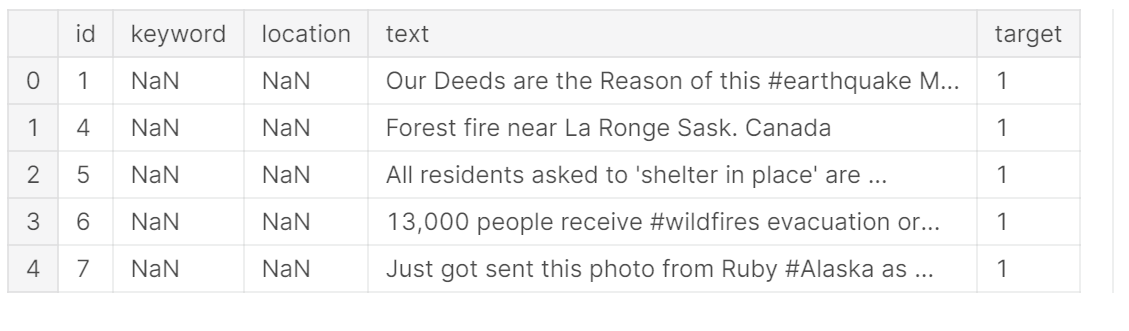 id keyword location text target
0 1 NaN NaN Our Deeds are the Reason of this #earthquake M... 1
1 4 NaN NaN Forest fire near La Ronge Sask. Canada 1
2 5 NaN NaN All residents asked to 'shelter in place' are ... 1
3 6 NaN NaN 13,000 people receive #wildfires evacuation or... 1
4 7 NaN NaN Just got sent this photo from Ruby #Alaska as ... 1